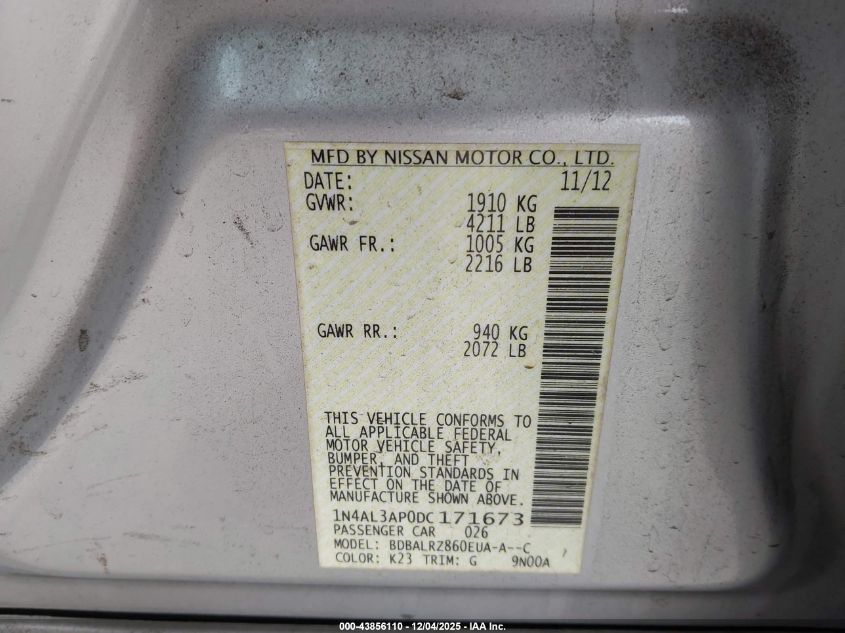 MFD BY NISSAN MOTOR CO., LTD.
DATE: 11/12
GVWR: 1910 KG
4211 LB
GAWR FR.: 1005 KG
2216 LB
GAWR RR.: 940 KG
2072 LB
THIS VEHICLE CONFORMS TO
ALL APPLICABLE FEDERAL
MOTOR VEHICLE SAFETY,
BUMPER, AND THEFT
PREVENTION STANDARDS IN
EFFECT ON THE DATE OF
MANUFACTURE SHOWN ABOVE.
1N4AL3AP0DC171673
PASSENGER CAR 026
MODEL: BDBALRZ860EUA-A--C
COLOR: K23 TRIM: G 9N00A
000-43856110 - 12/04/2025 - IAA Inc.